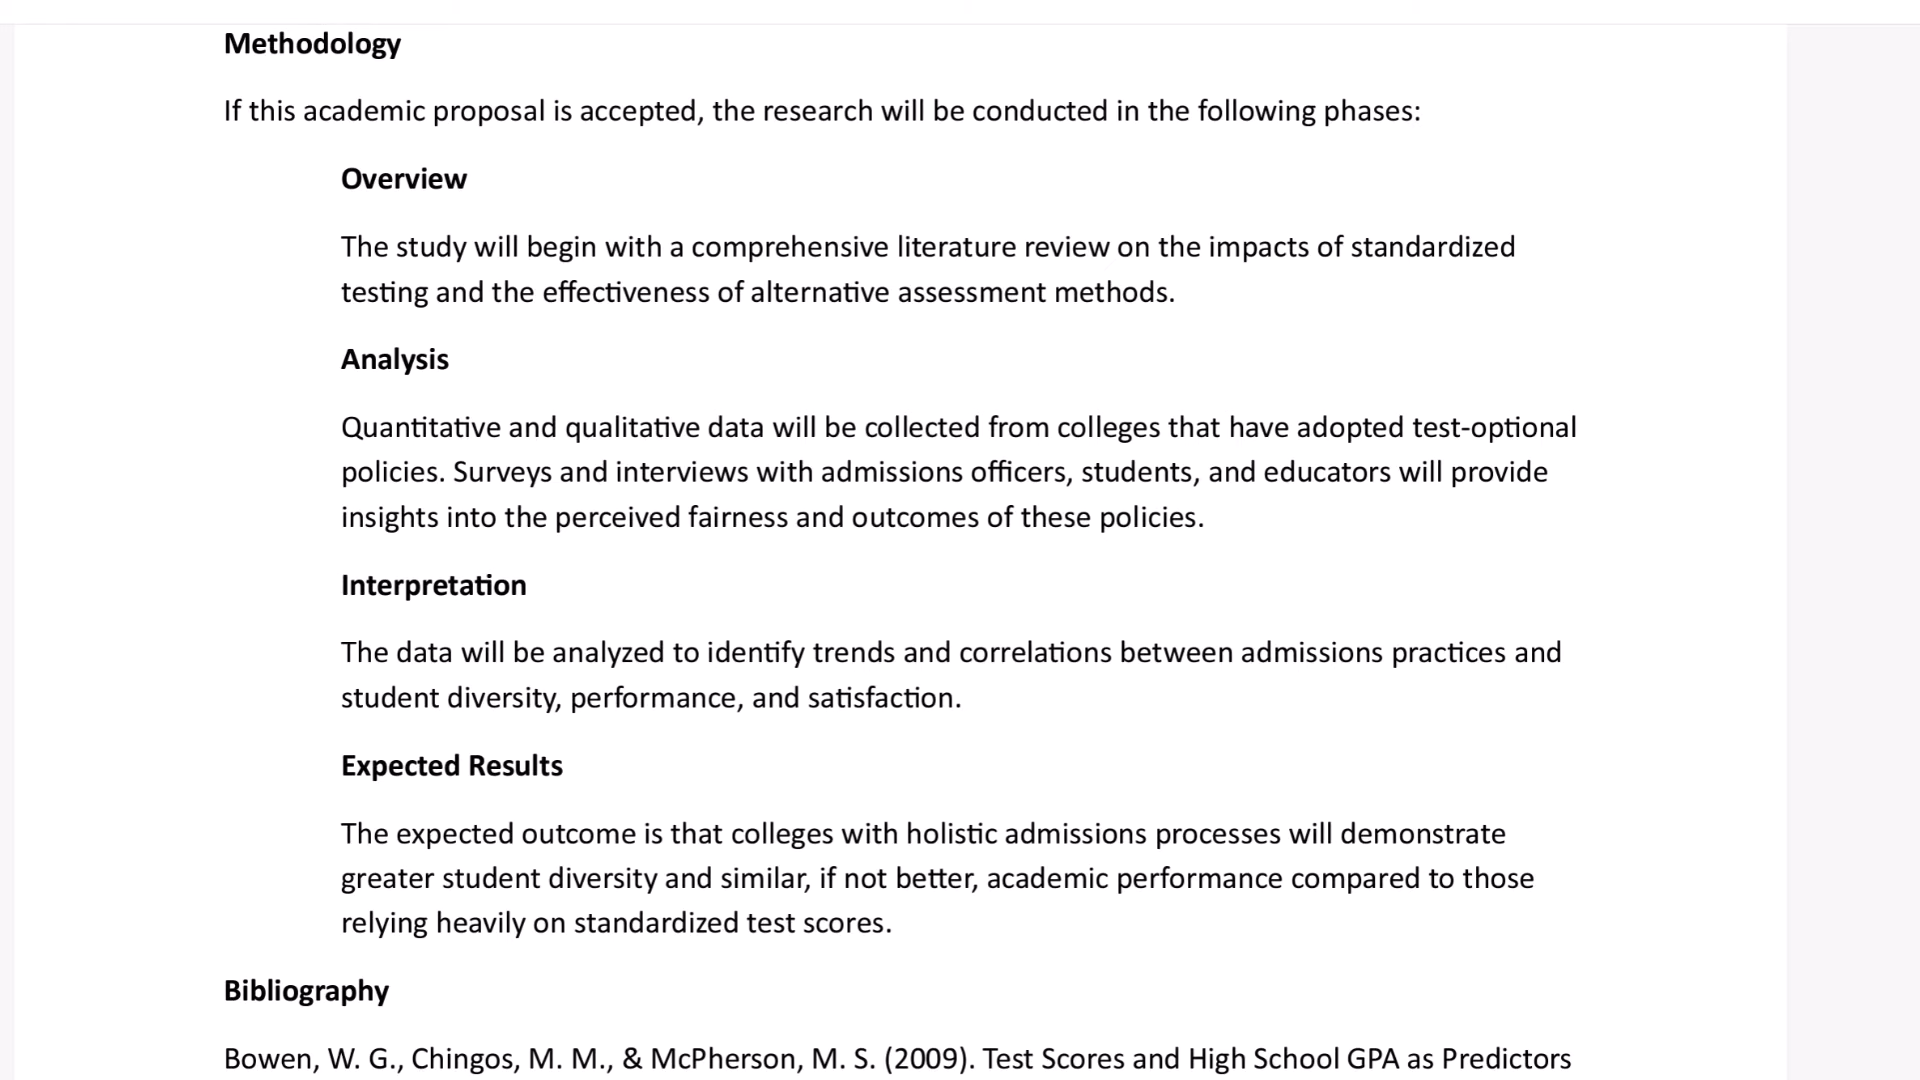 Methodology
If this academic proposal is accepted, the research will be conducted in the following phases:
Overview
The study will begin with a comprehensive literature review on the impacts of standardized
testing and the effectiveness of alternative assessment methods.
Analysis
Quantitative and qualitative data will be collected from colleges that have adopted test-optional
policies. Surveys and interviews with admissions officers, students, and educators will provide
insights into the perceived fairness and outcomes of these policies.
Interpretation
The data will be analyzed to identify trends and correlations between admissions practices and
student diversity, performance, and satisfaction.
Expected Results
The expected outcome is that colleges with holistic admissions processes will demonstrate
greater student diversity and similar, if not better, academic performance compared to those
relying heavily on standardized test scores.
Bibliography
Bowen, W. G., Chingos, M. M., & McPherson, M. S. (2009). Test Scores and High School GPA as Predictors